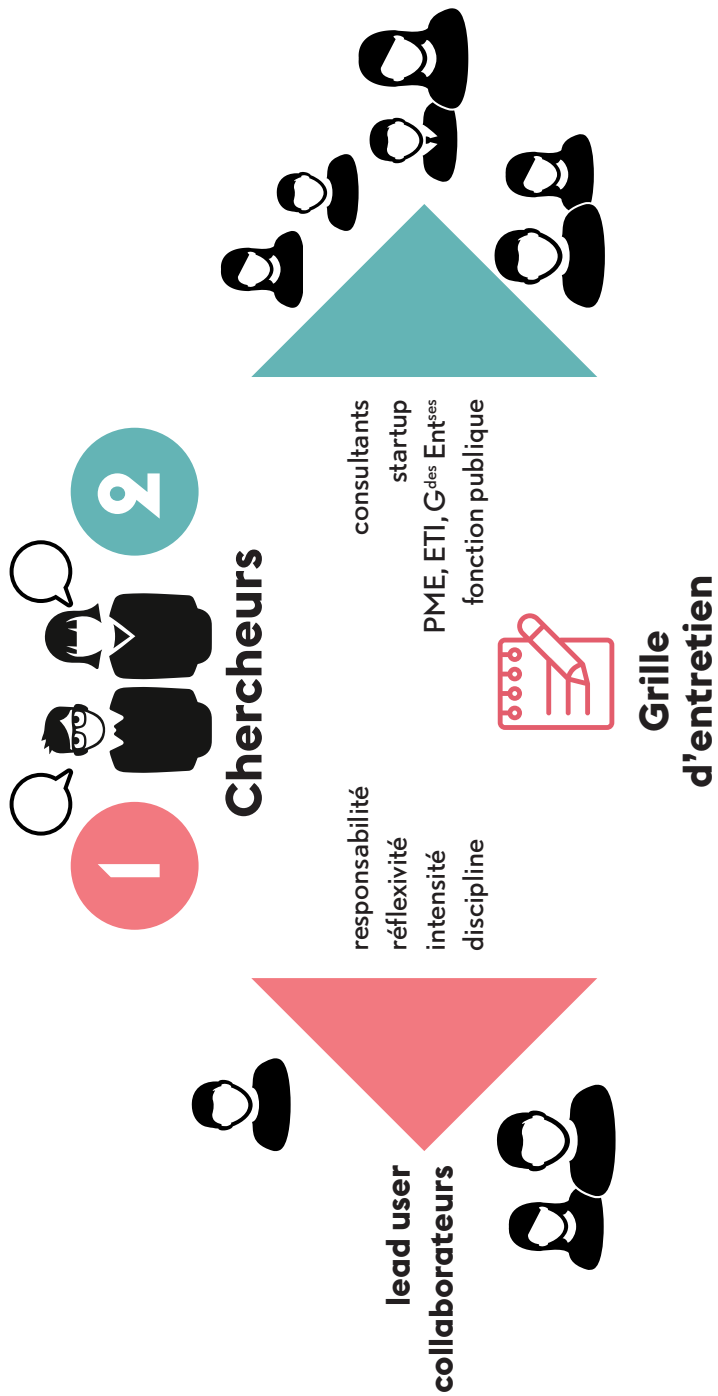 1
2
Chercheurs
responsabilité
réflexivité
intensité
discipline
consultants
startup
PME, ETI, Gdes Entses
fonction publique
lead user
collaborateurs
Grille
d'entretien